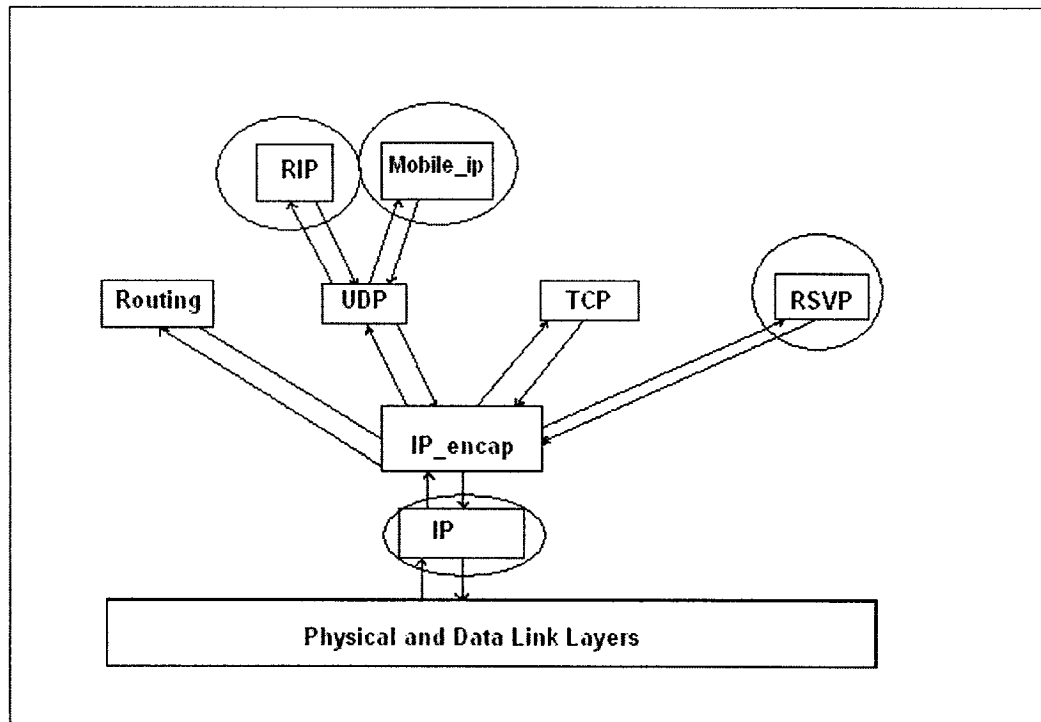 RIP
Mobile_ip
Routing
UDP
TCP
RSVP
IP_encap
IP
Physical and Data Link Layers